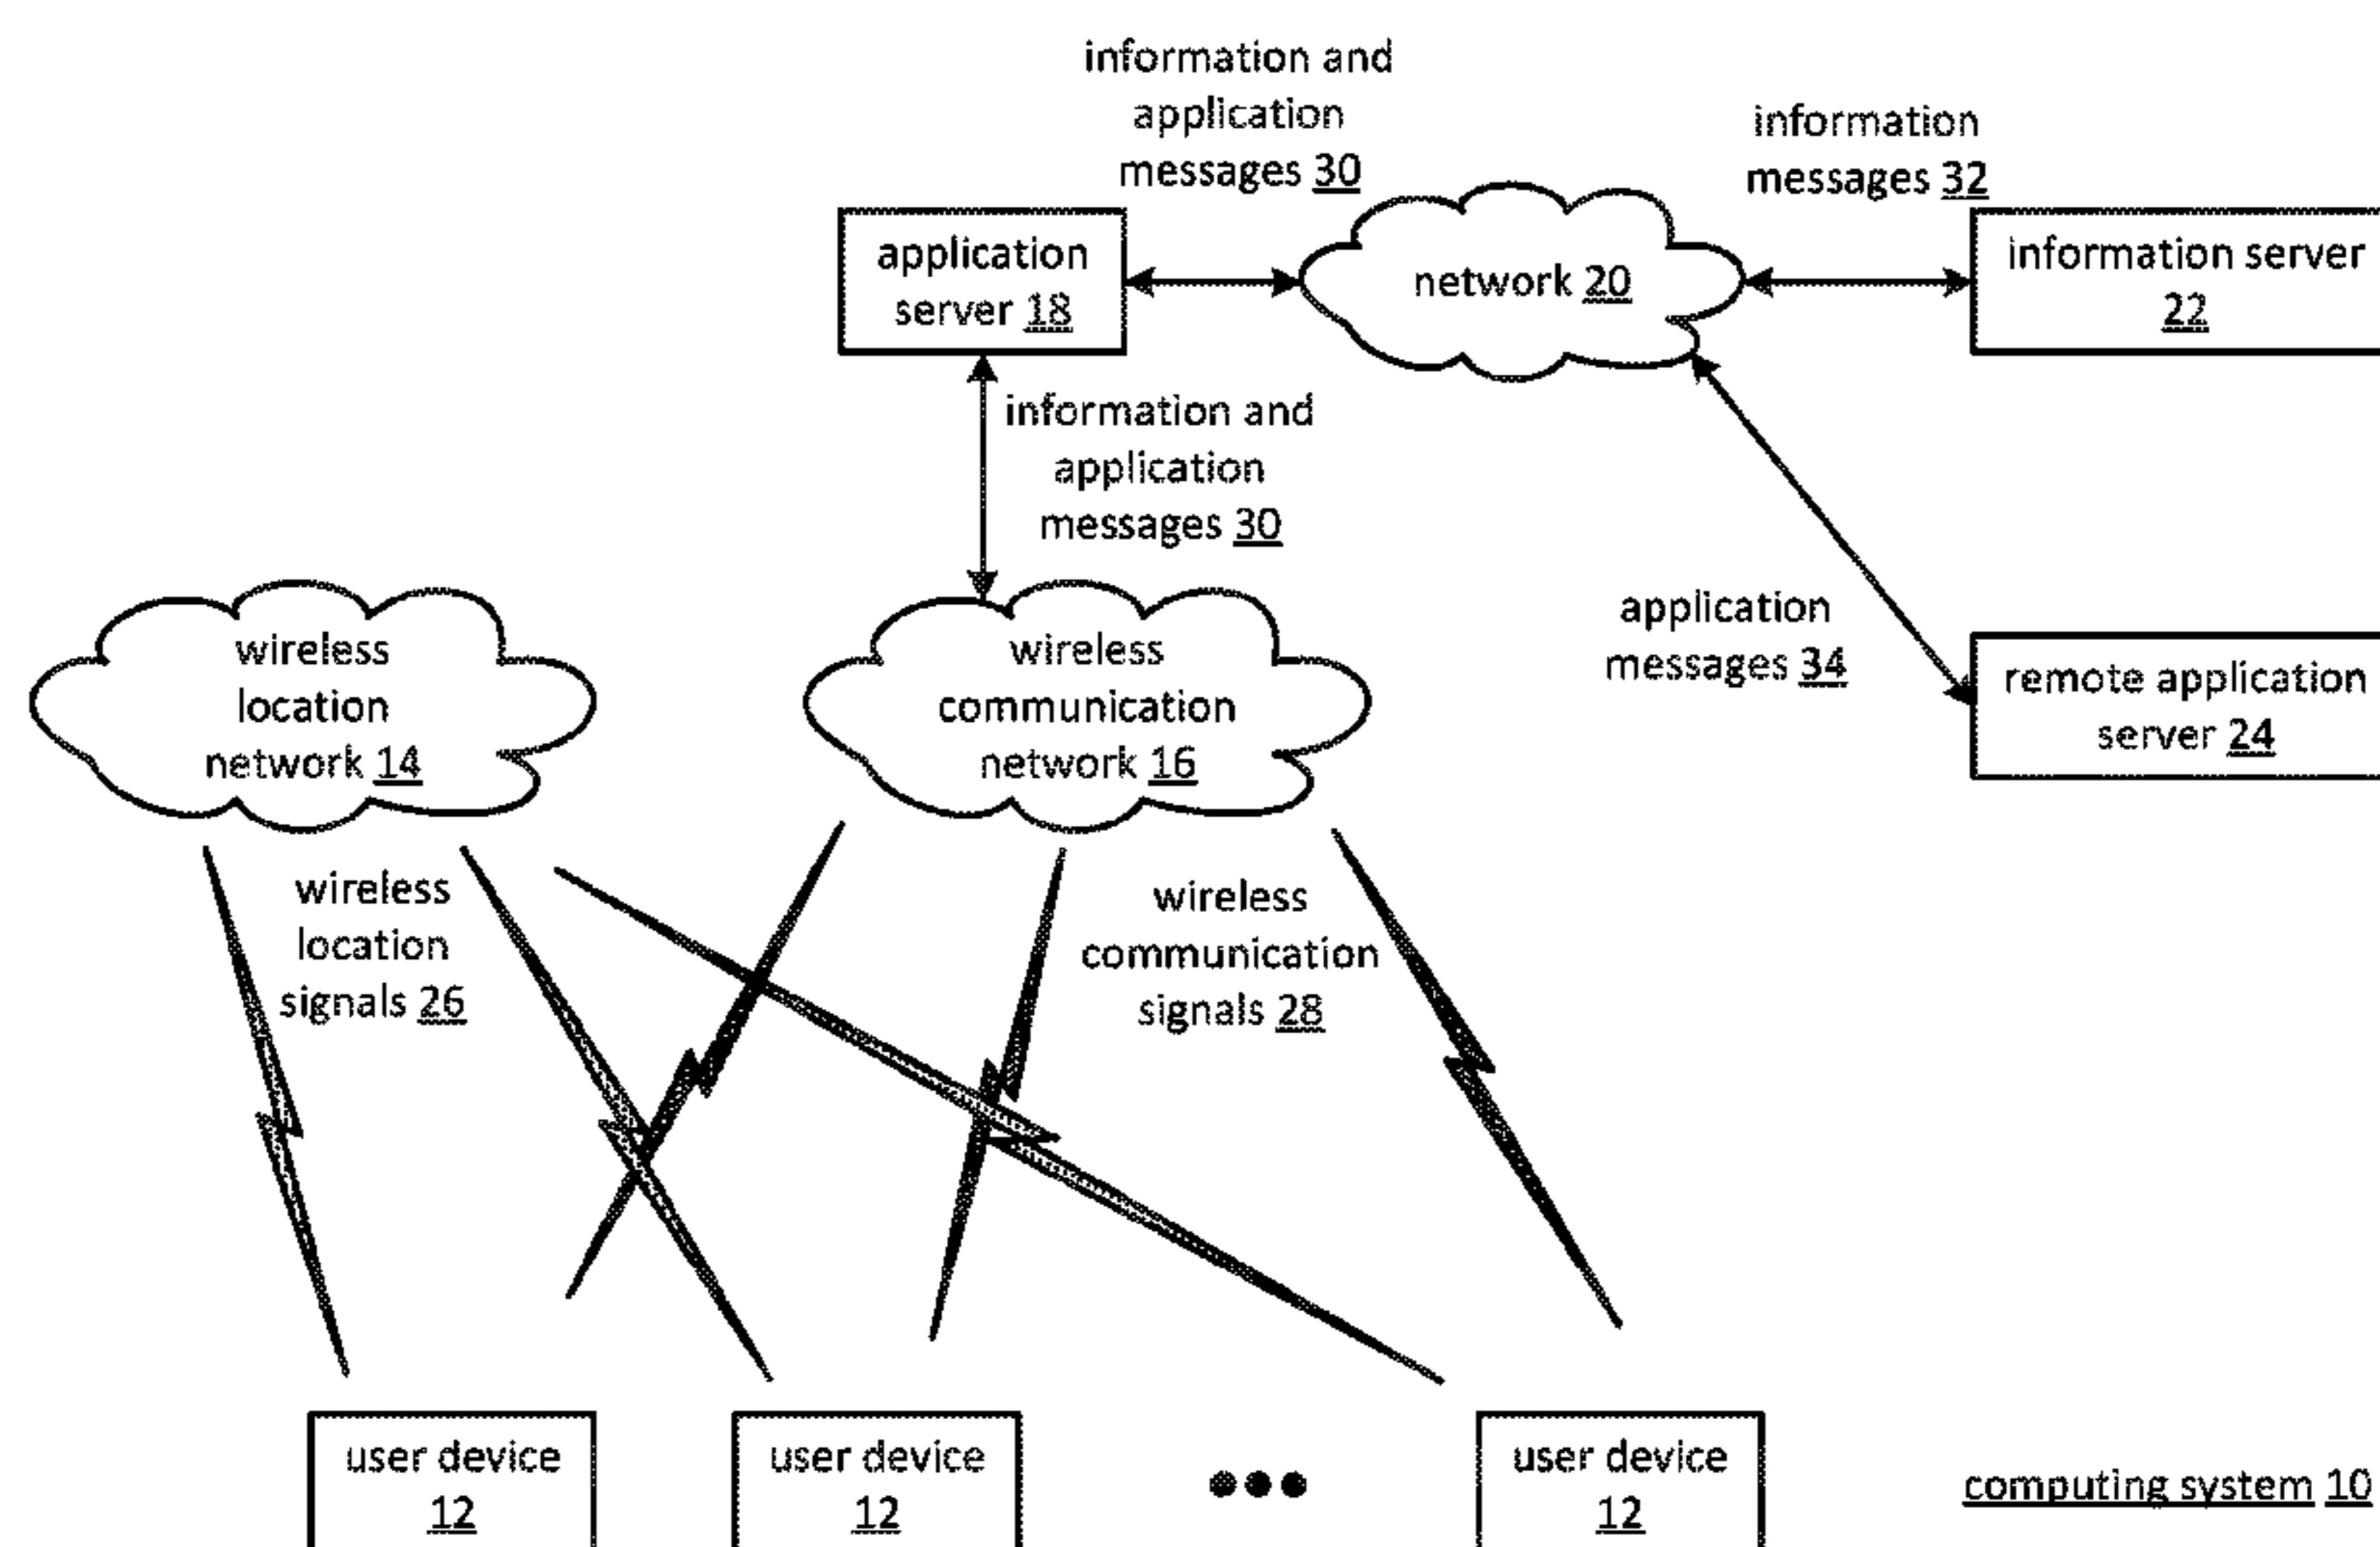 information and
application
messages 30
information
messages 32
application
server 18
network 20
information server
22
information and
application
messages 30
wireless
location
network 14
wireless
communication
network 16
application
messages 34
remote application
server 24
wireless
location
signals 26
wireless
communication
signals 28
user device
12
user device
12
user device
12
computing system 10